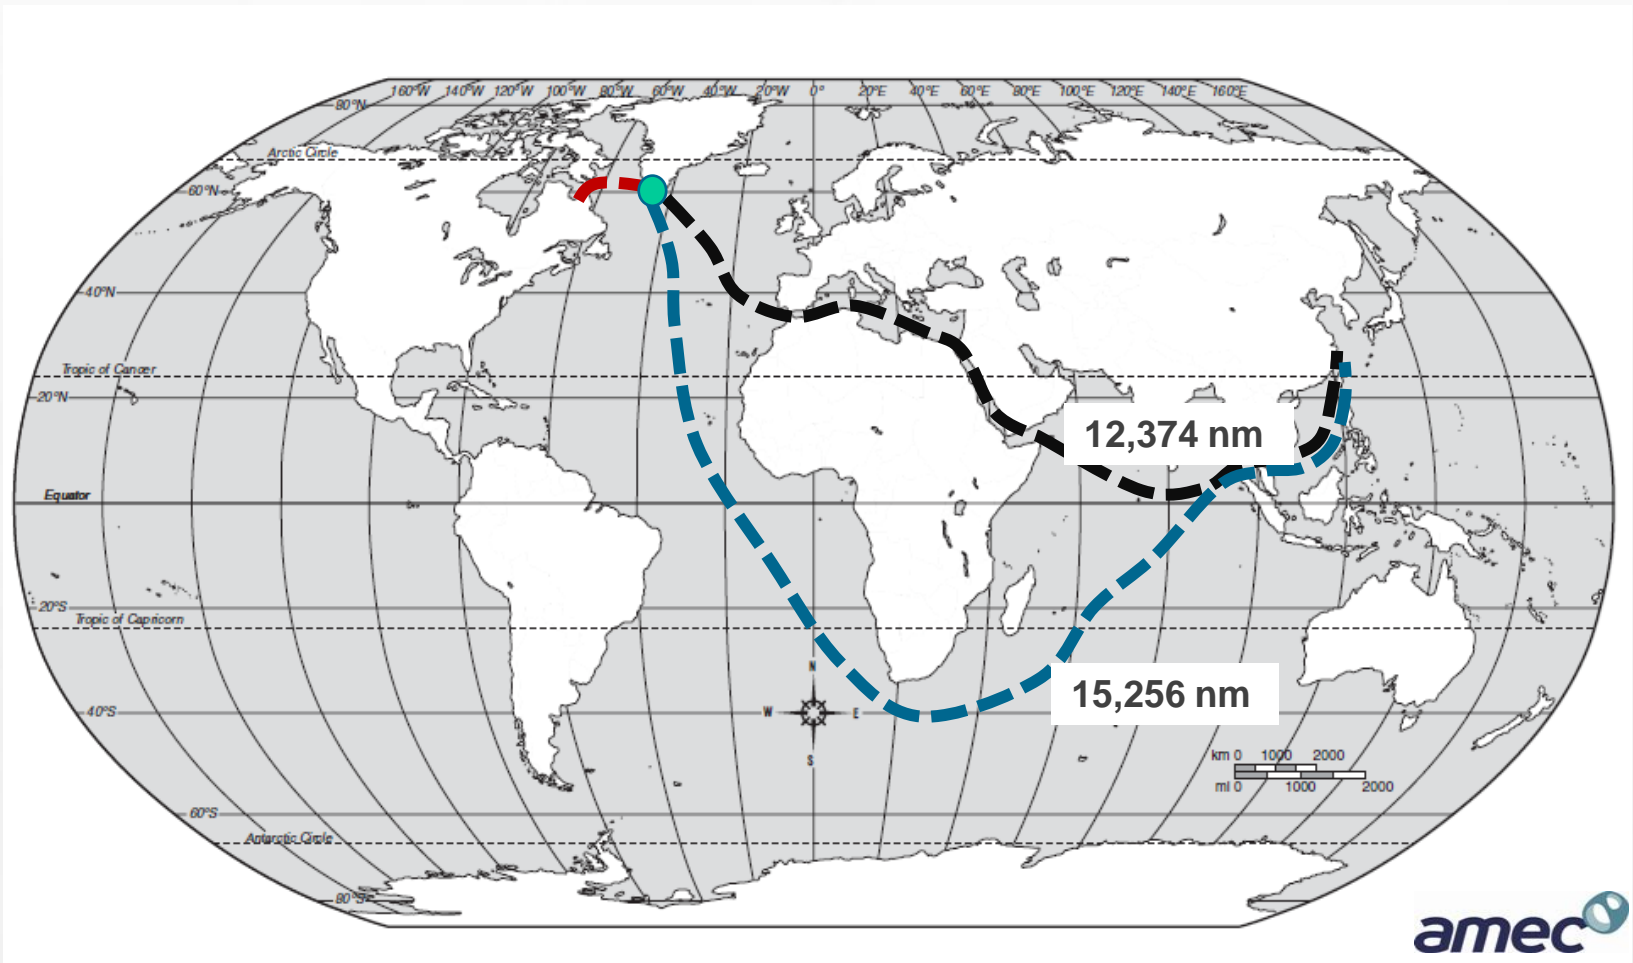 160°W 140°W 120°W 100°W 80°W 60°W 40°W 20°W 0° 20°E 40°E 60°E 80°E 100°E 120°E 140°E 160°E
80°N
Arctic Circle
60°N
40°N
Tropic of Cancer
20°N
12,374 nm
Equator
20°S
Tropic of Capricorn
N
15,256 nm
40°S
W E
S
km 0 1000 2000
mi 0 1000 2000
60°S
Antarctic Circle
80°S
amec